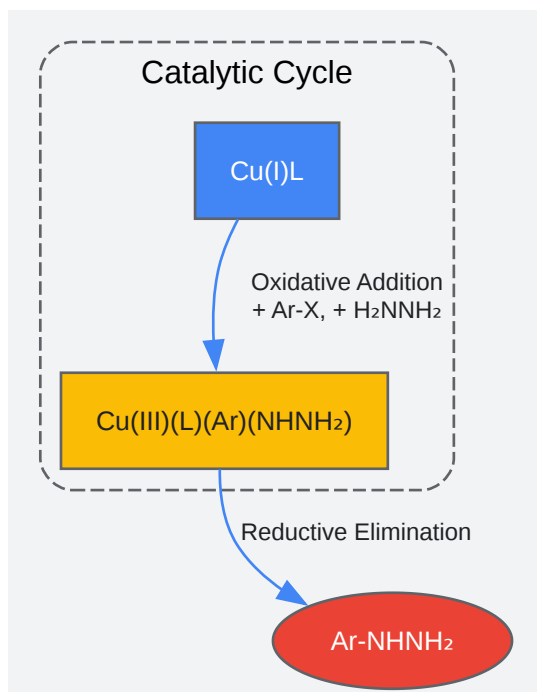 Catalytic Cycle
Cu(I)L
Oxidative Addition
+ Ar-X, + H₂NNH₂
Cu(III)(L)(Ar)(NHNH₂)
Reductive Elimination
Ar-NHNH₂